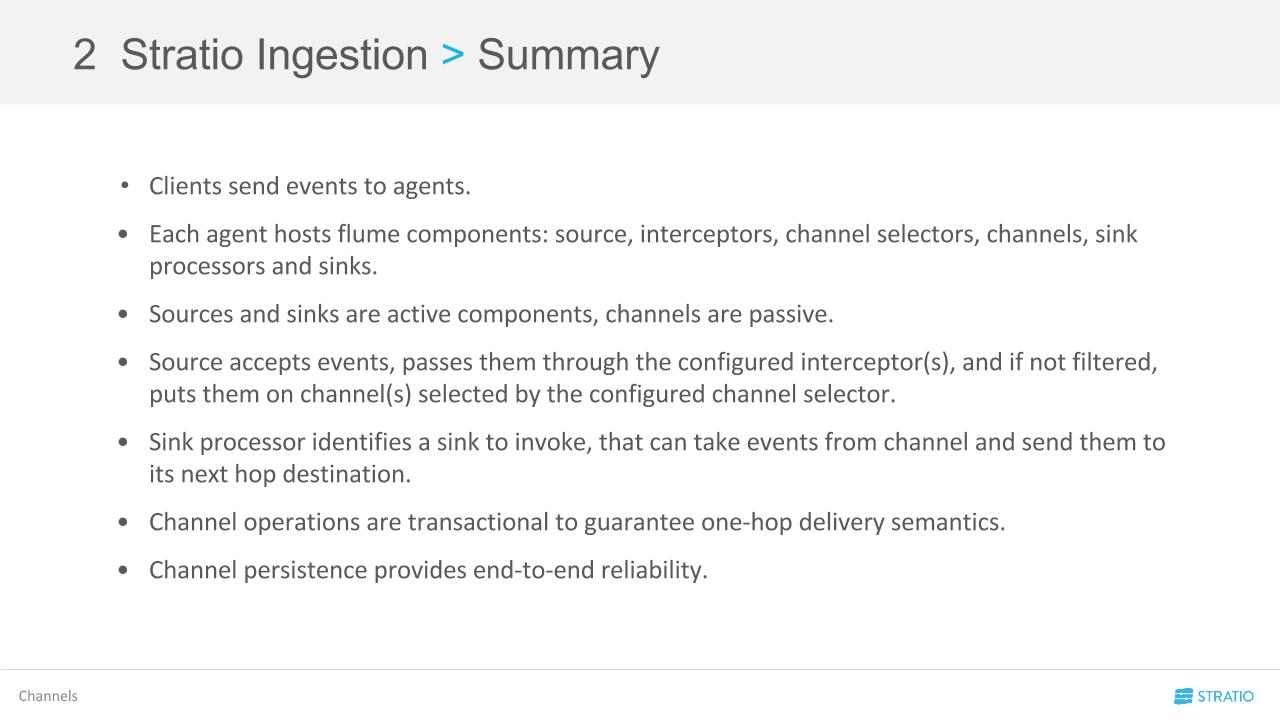 2 Stratio Ingestion > Summary
• Clients send events to agents.
• Each agent hosts flume components: source, interceptors, channel selectors, channels, sink
processors and sinks.
• Sources and sinks are active components, channels are passive.
• Source accepts events, passes them through the configured interceptor(s), and if not filtered,
puts them on channel(s) selected by the configured channel selector.
• Sink processor identifies a sink to invoke, that can take events from channel and send them to
its next hop destination.
• Channel operations are transactional to guarantee one-hop delivery semantics.
• Channel persistence provides end-to-end reliability.
Channels
STRATIO